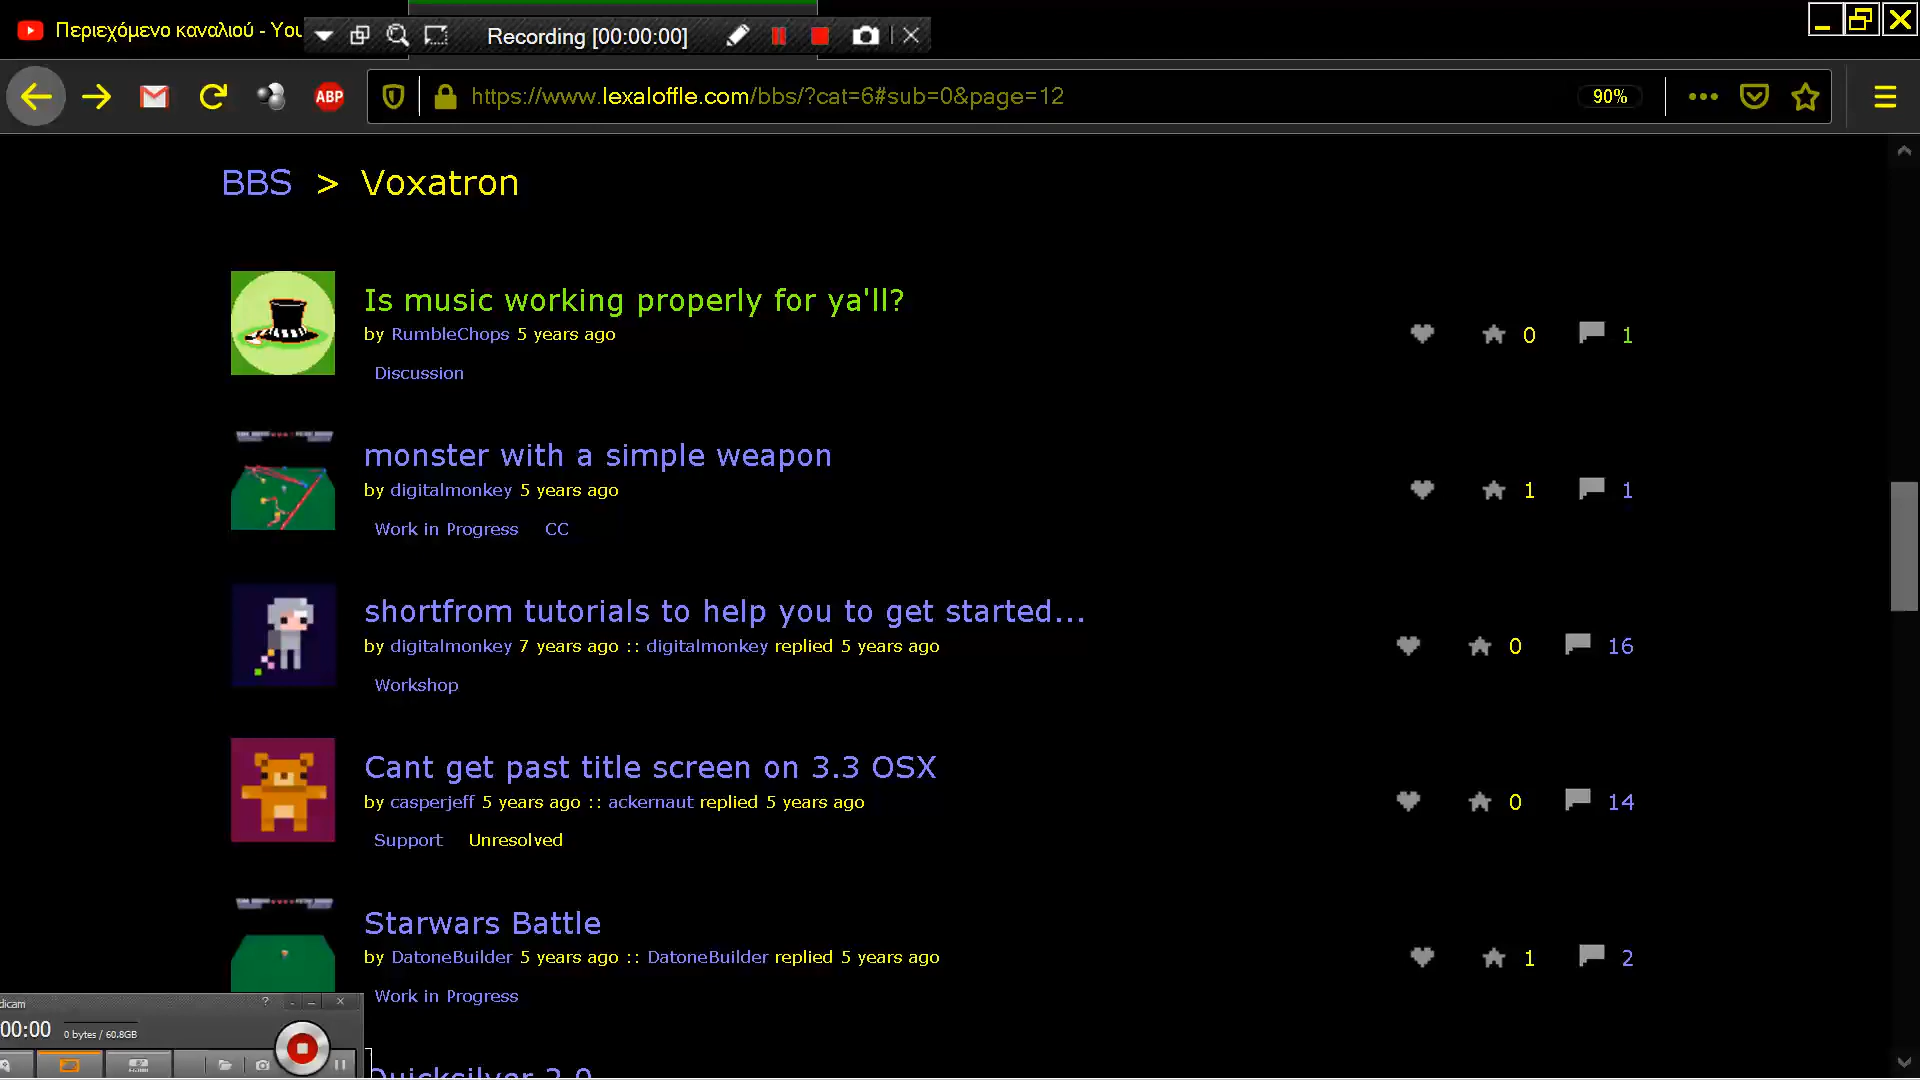 Περιεχόμενο καναλιού - You
Recording [00:00:00]
ABP
https://www.lexaloffle.com/bbs/?cat=6#sub=0&page=12
90%
BBS > Voxatron
Is music working properly for ya'll?
by RumbleChops 5 years ago
0 1
Discussion
monster with a simple weapon
by digitalmonkey 5 years ago
1 1
Work in Progress CC
shortfrom tutorials to help you to get started...
by digitalmonkey 7 years ago :: digitalmonkey replied 5 years ago
0 16
Workshop
Cant get past title screen on 3.3 OSX
by casperjeff 5 years ago :: ackernaut replied 5 years ago
0 14
Support Unresolved
Starwars Battle
by DatoneBuilder 5 years ago :: DatoneBuilder replied 5 years ago
1 2
Work in Progress
dicam
00:00 0 bytes / 60.8GB
Quicksilver 2.0